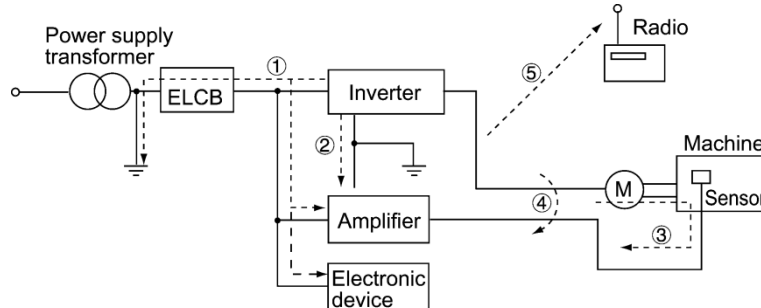 Power supply
transformer
①
ELCB
Inverter
⑤
Radio
②
Machine
M
Sensor
④
Amplifier
③
Electronic
device